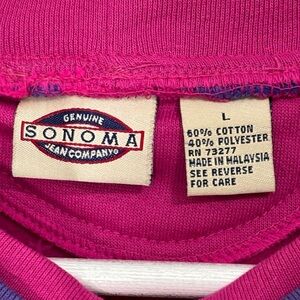 GENUINE
SONOMA
JEAN COMPANY®
L
60% COTTON
40% POLYESTER
RN 73277
MADE IN MALAYSIA
SEE REVERSE
FOR CARE